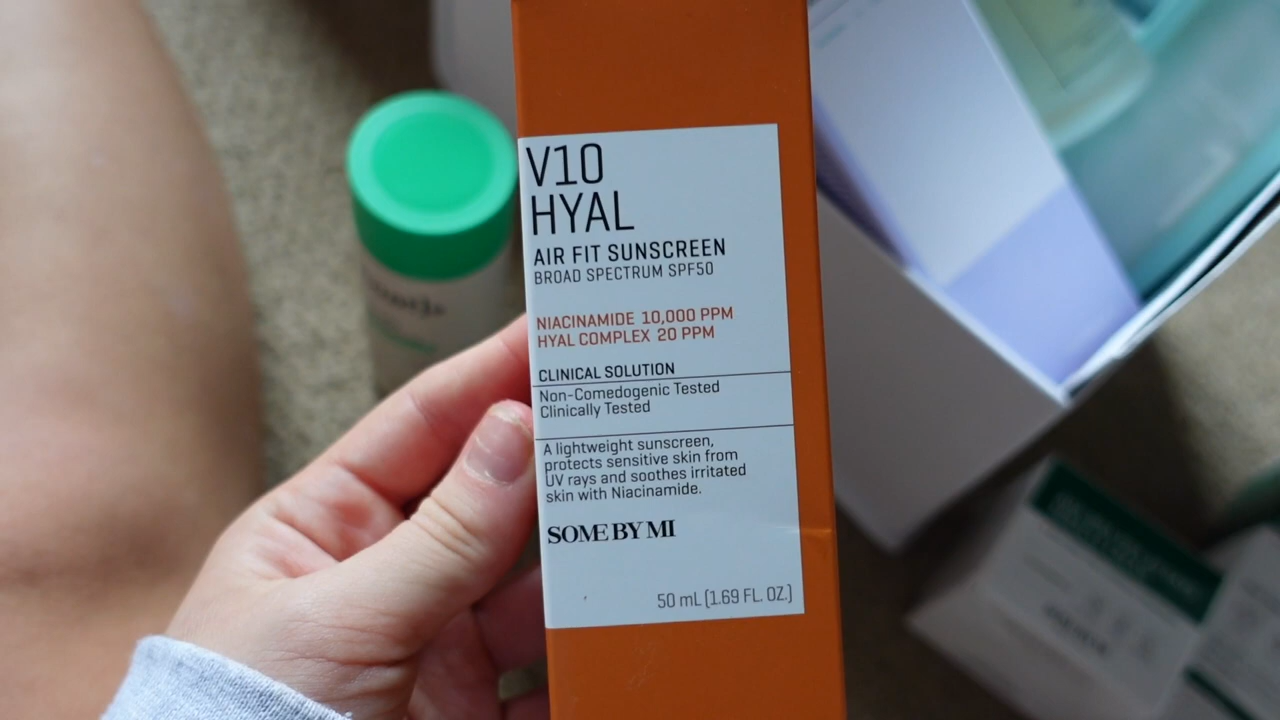 V10
HYAL
AIR FIT SUNSCREEN
BROAD SPECTRUM SPF50
NIACINAMIDE 10,000 PPM
HYAL COMPLEX 20 PPM
CLINICAL SOLUTION
Non-Comedogenic Tested
Clinically Tested
A lightweight sunscreen,
protects sensitive skin from
UV rays and soothes irritated
skin with Niacinamide.
SOME BY MI
50 mL [1.69 FL. OZ.]